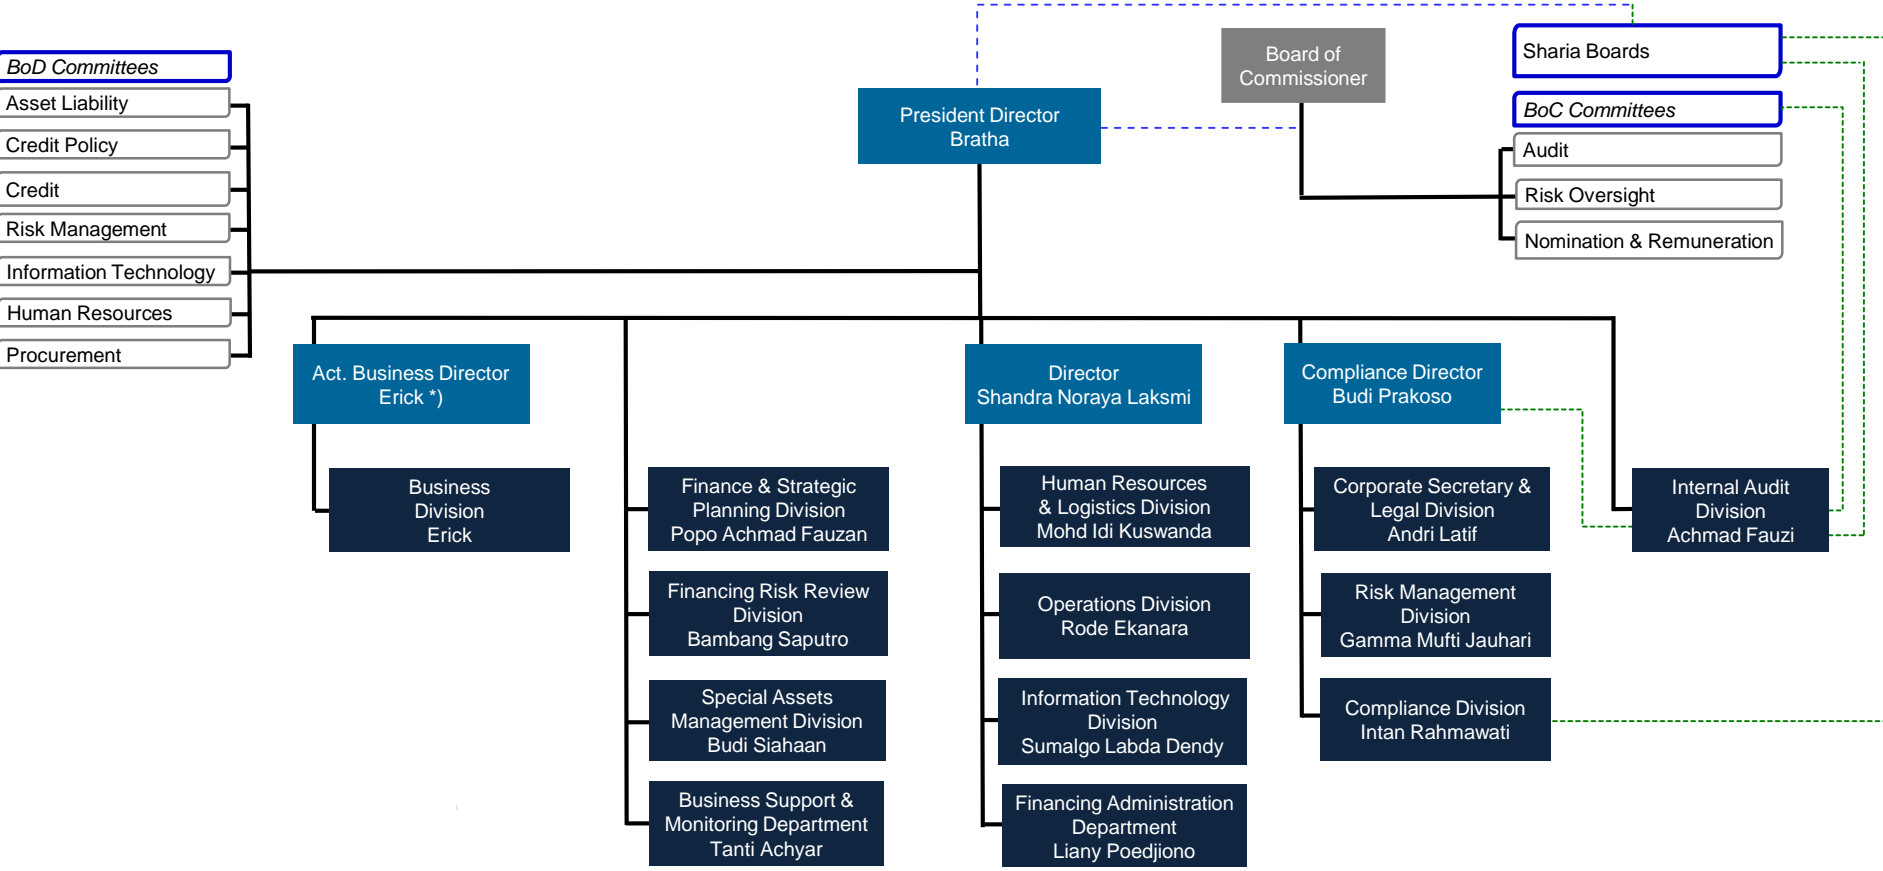 BoD Committees
Asset Liability
Credit Policy
Credit
Risk Management
Information Technology
Human Resources
Procurement
President Director
Bratha
Board of
Commissioner
Sharia Boards
BoC Committees
Audit
Risk Oversight
Nomination & Remuneration
Act. Business Director
Erick *)
Director
Shandra Noraya Laksmi
Compliance Director
Budi Prakoso
Business
Division
Erick
Finance & Strategic
Planning Division
Popo Achmad Fauzan
Financing Risk Review
Division
Bambang Saputro
Special Assets
Management Division
Budi Siahaan
Business Support &
Monitoring Department
Tanti Achyar
Human Resources
& Logistics Division
Mohd Idi Kuswanda
Operations Division
Rode Ekanara
Information Technology
Division
Sumalgo Labda Dendy
Financing Administration
Department
Liany Poedjiono
Corporate Secretary &
Legal Division
Andri Latif
Risk Management
Division
Gamma Mufti Jauhari
Compliance Division
Intan Rahmawati
Internal Audit
Division
Achmad Fauzi